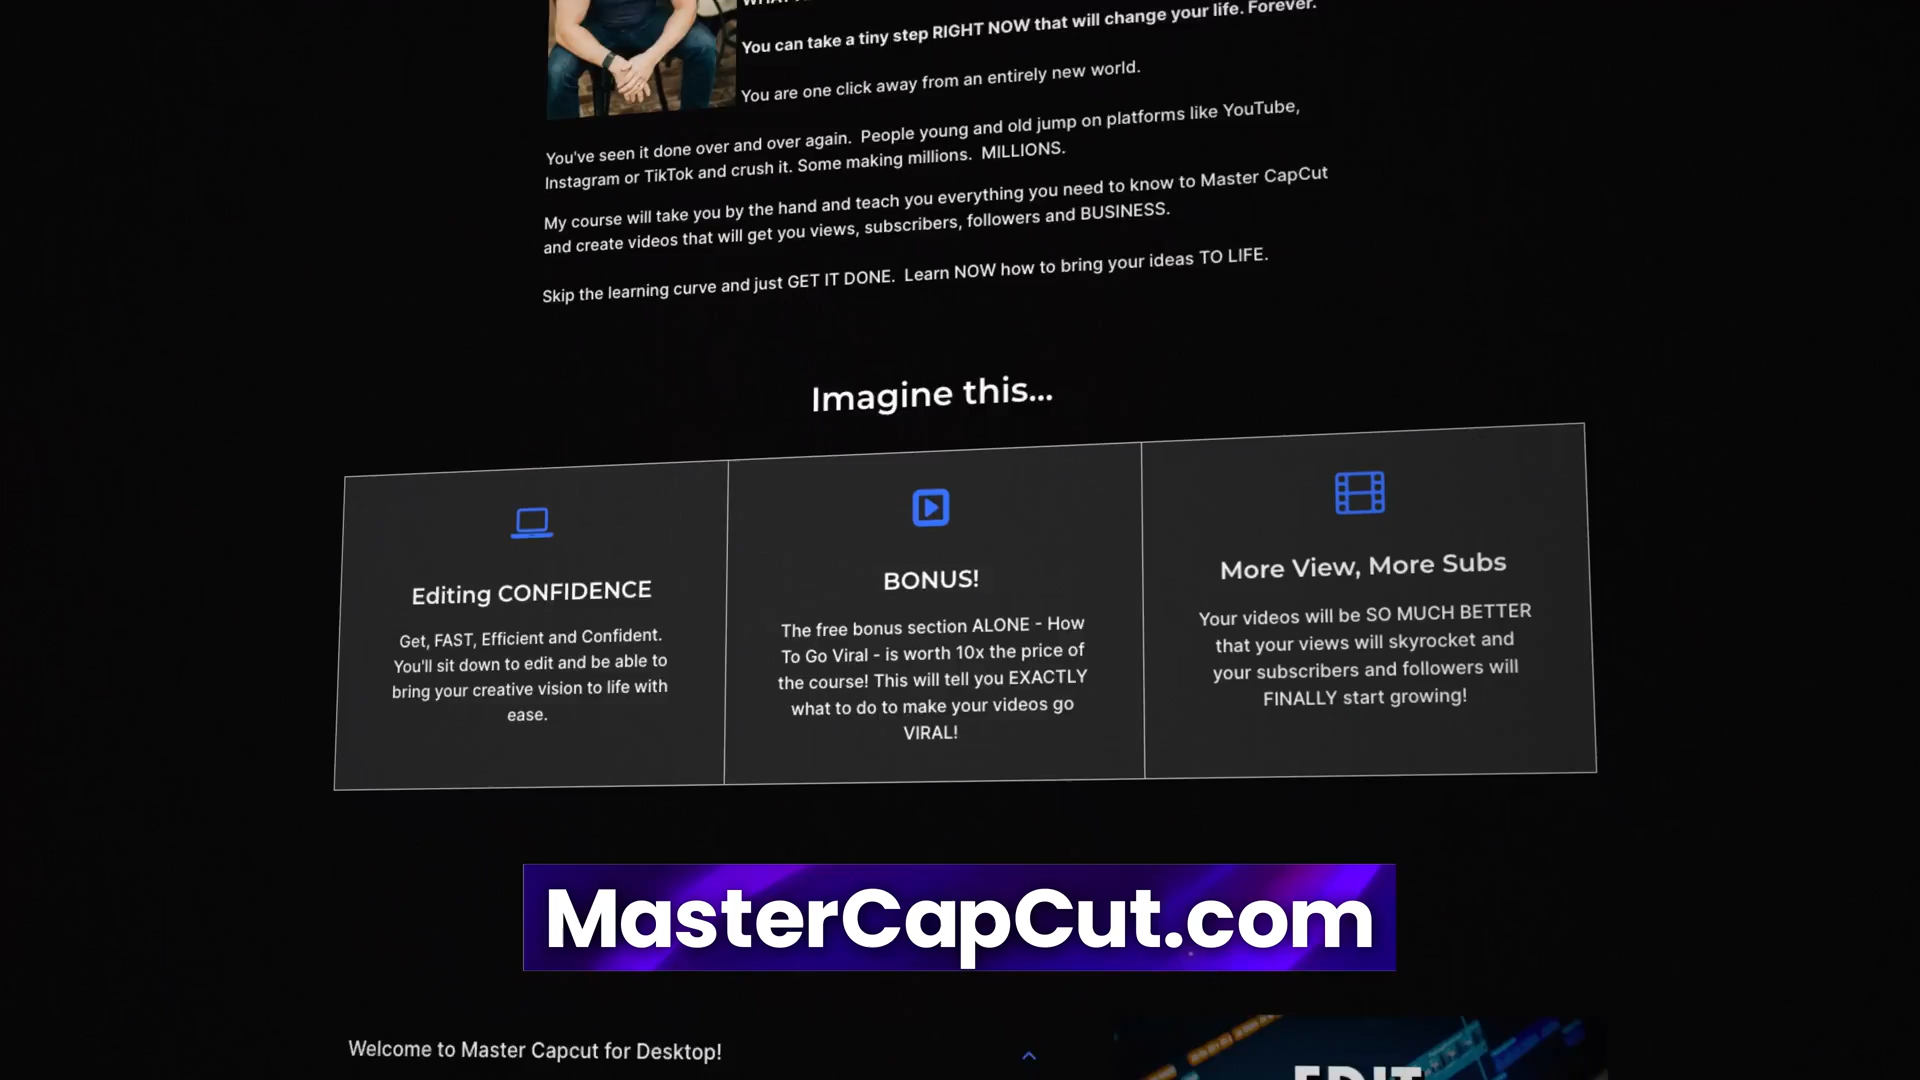 You can take a tiny step RIGHT NOW that will change your life. Forever.
You are one click away from an entirely new world.
You've seen it done over and over again. People young and old jump on platforms like YouTube,
Instagram or TikTok and crush it. Some making millions. MILLIONS.
My course will take you by the hand and teach you everything you need to know to Master CapCut
and create videos that will get you views, subscribers, followers and BUSINESS.
Skip the learning curve and just GET IT DONE. Learn NOW how to bring your ideas TO LIFE.
Imagine this...
Editing CONFIDENCE
Get, FAST, Efficient and Confident.
You'll sit down to edit and be able to
bring your creative vision to life with
ease.
BONUS!
The free bonus section ALONE - How
To Go Viral - is worth 10x the price of
the course! This will tell you EXACTLY
what to do to make your videos go
VIRAL!
More View, More Subs
Your videos will be SO MUCH BETTER
that your views will skyrocket and
your subscribers and followers will
FINALLY start growing!
MasterCapCut.com
Welcome to Master Capcut for Desktop!
EDIT